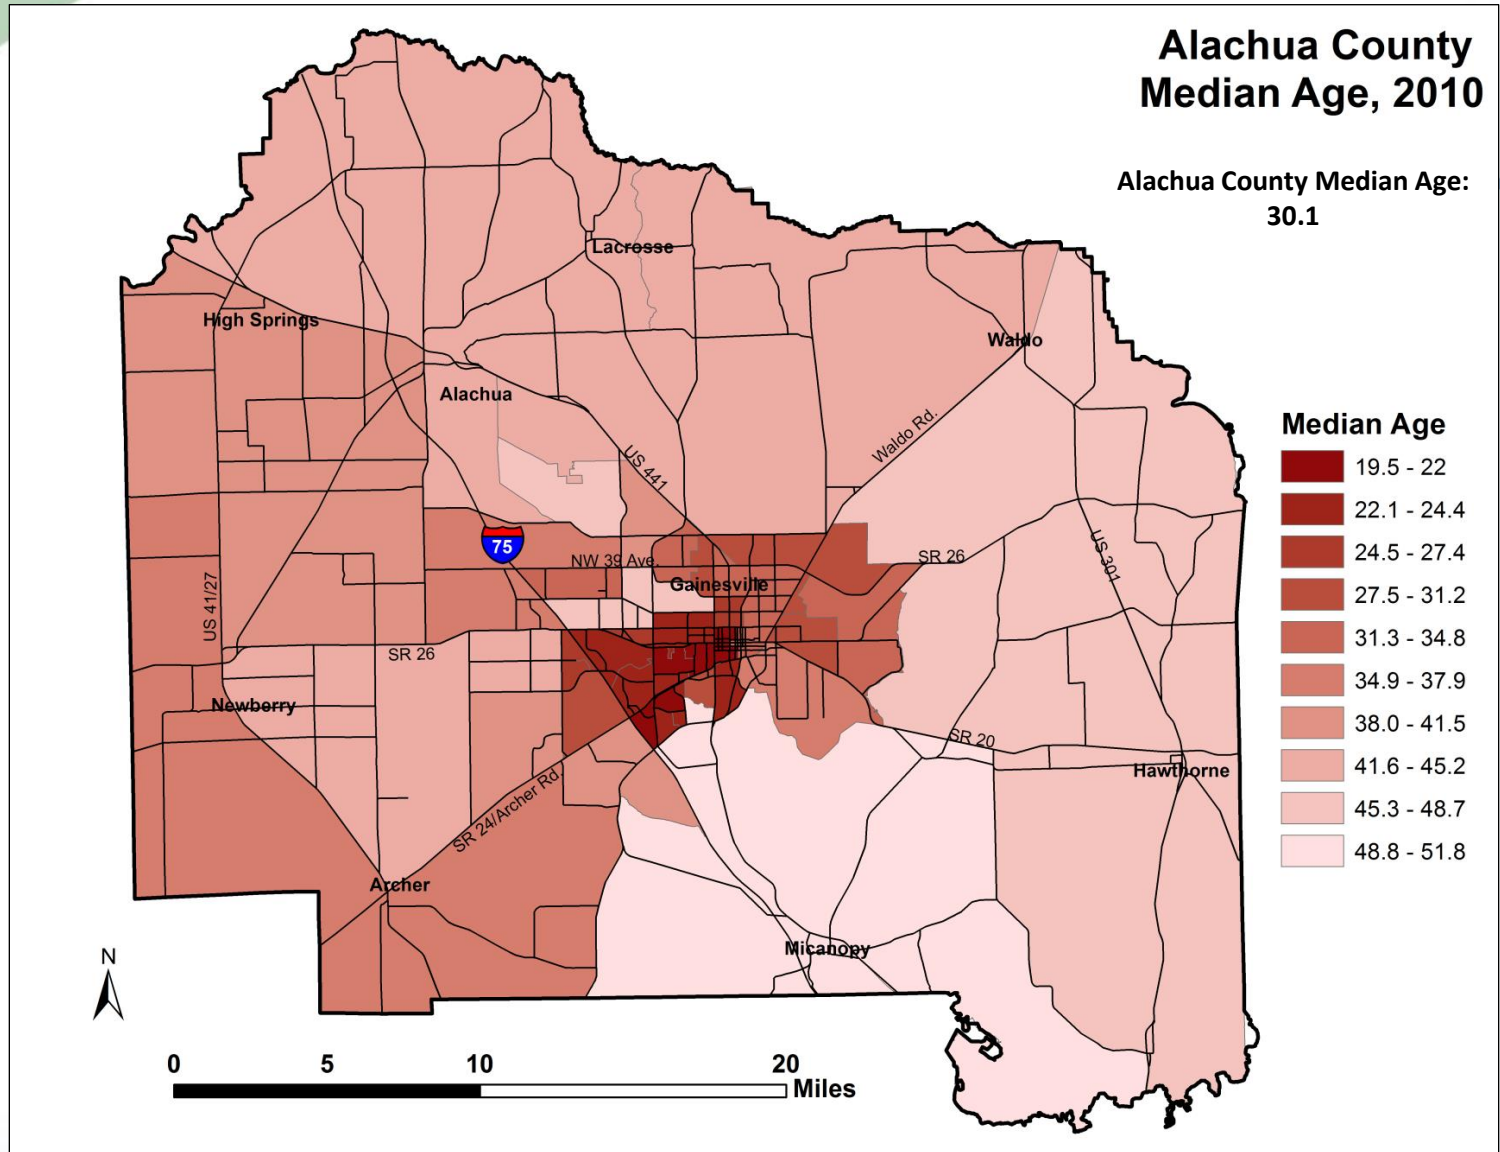 Alachua County
Median Age, 2010
Alachua County Median Age:
30.1
Lacrosse
High Springs
Waldo
Alachua
Waldo Rd.
US 441
75
NW 39 Ave.
SR 26
US 301
Gainesville
US 41/27
SR 26
Newberry
SR 20
Hawthorne
SR 24/Archer Rd.
Archer
Micanopy
Median Age
19.5 - 22
22.1 - 24.4
24.5 - 27.4
27.5 - 31.2
31.3 - 34.8
34.9 - 37.9
38.0 - 41.5
41.6 - 45.2
45.3 - 48.7
48.8 - 51.8
N
0 5 10 20
Miles